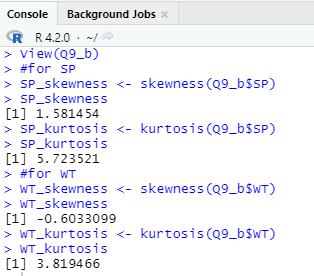 Console Background Jobs ×
R R 4.2.0 · ~/
> View(Q9_b)
> #for SP
> SP_skewness <- skewness(Q9_b$SP)
> SP_skewness
[1] 1.581454
> SP_kurtosis <- kurtosis(Q9_b$SP)
> SP_kurtosis
[1] 5.723521
> #for WT
> WT_skewness <- skewness(Q9_b$WT)
> WT_skewness
[1] -0.6033099
> WT_kurtosis <- kurtosis(Q9_b$WT)
> WT_kurtosis
[1] 3.819466